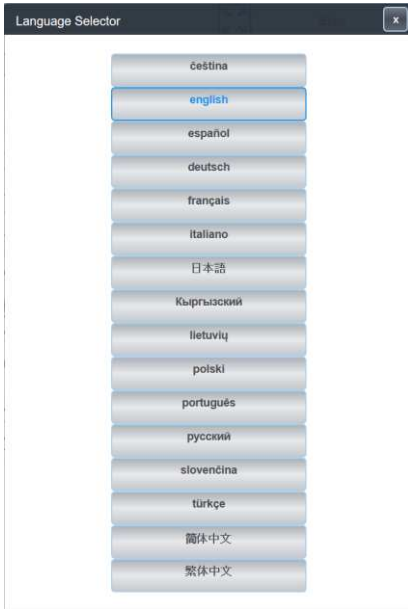 Language Selector
x
čeština
english
español
deutsch
français
italiano
日本語
Кыргызский
lietuvių
polski
português
русский
slovenčina
türkçe
简体中文
繁体中文